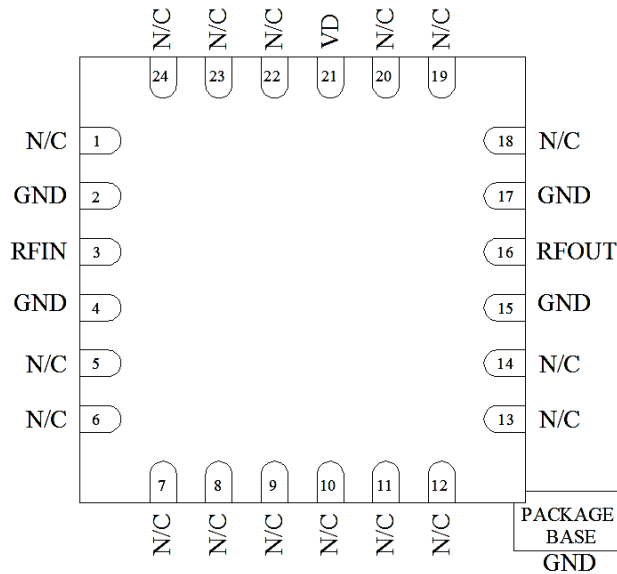 N/C N/C N/C VD N/C N/C
24 23 22 21 20 19
N/C 1 18 N/C
GND 2 17 GND
RFIN 3 16 RFOUT
GND 4 15 GND
N/C 5 14 N/C
N/C 6 13 N/C
7 8 9 10 11 12
N/C N/C N/C N/C N/C N/C
PACKAGE
BASE
GND